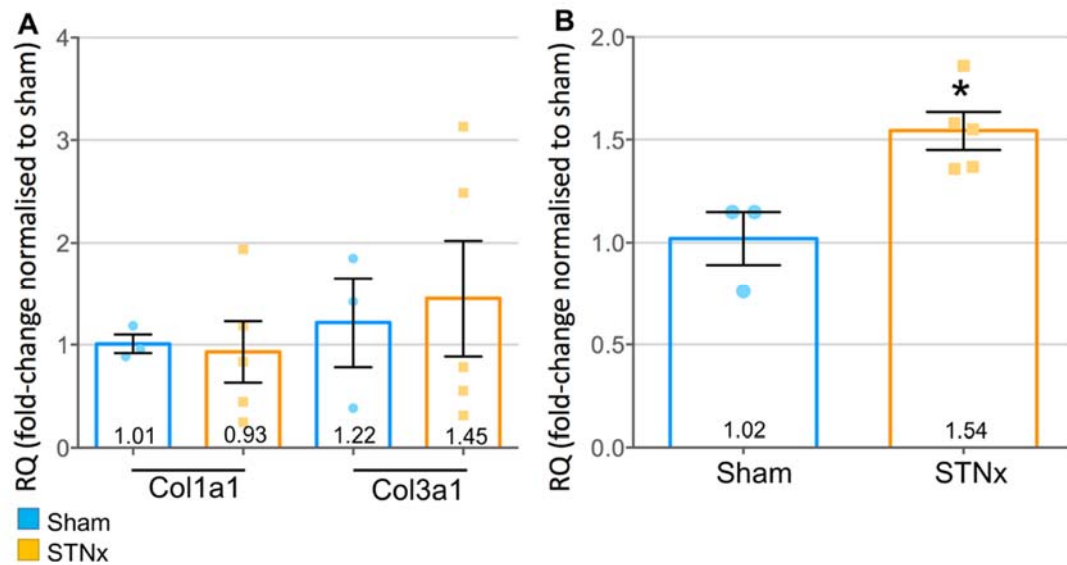 A
RQ (fold-change normalised to sham)
4
3
2
1
0
1.01
0.93
1.22
1.45
Col1a1
Col3a1
Sham
STNx
B
RQ (fold-change normalised to sham)
2.0
1.5
1.0
0.5
0.0
*
1.02
1.54
Sham
STNx